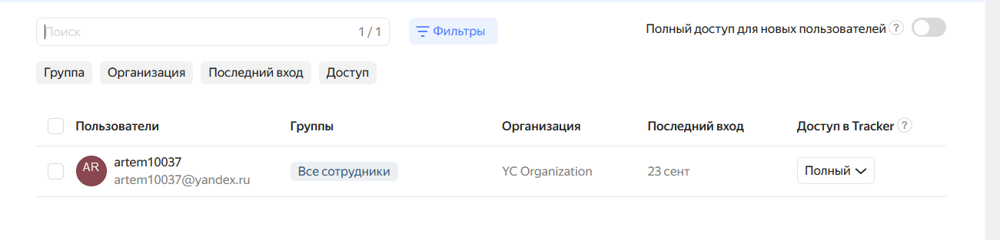 Поиск 1 / 1 Фильтры Полный доступ для новых пользователей ?
Группа Организация Последний вход Доступ
Пользователи Группы Организация Последний вход Доступ в Tracker ?
AR artem10037
artem10037@yandex.ru Все сотрудники YC Organization 23 сент Полный